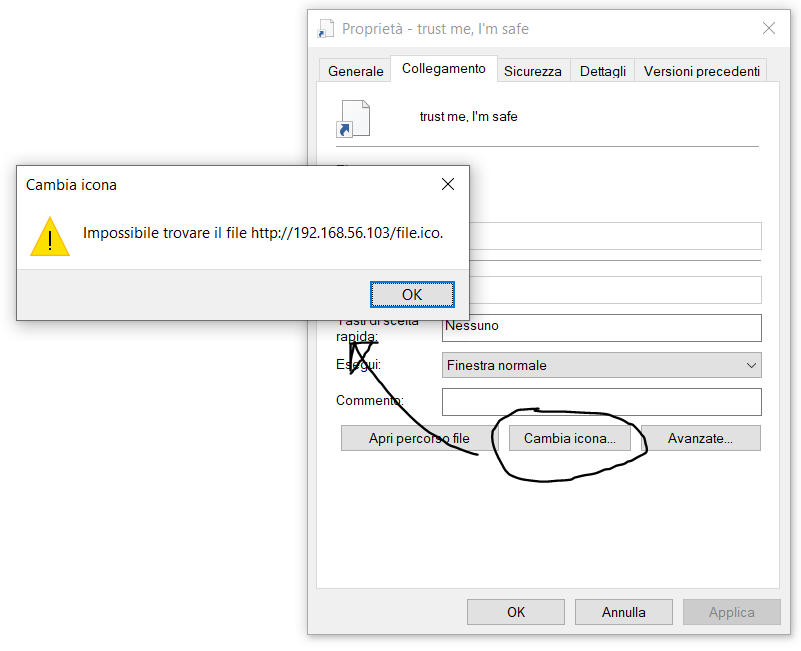 Proprietà - trust me, I'm safe
Generale
Collegamento
Sicurezza
Dettagli
Versioni precedenti
trust me, I'm safe
Cambia icona
Impossibile trovare il file http://192.168.56.103/file.ico.
OK
Tasti di scelta
rapida:
Nessuno
Esegui:
Finestra normale
Commento:
Apri percorso file
Cambia icona...
Avanzate...
OK
Annulla
Applica